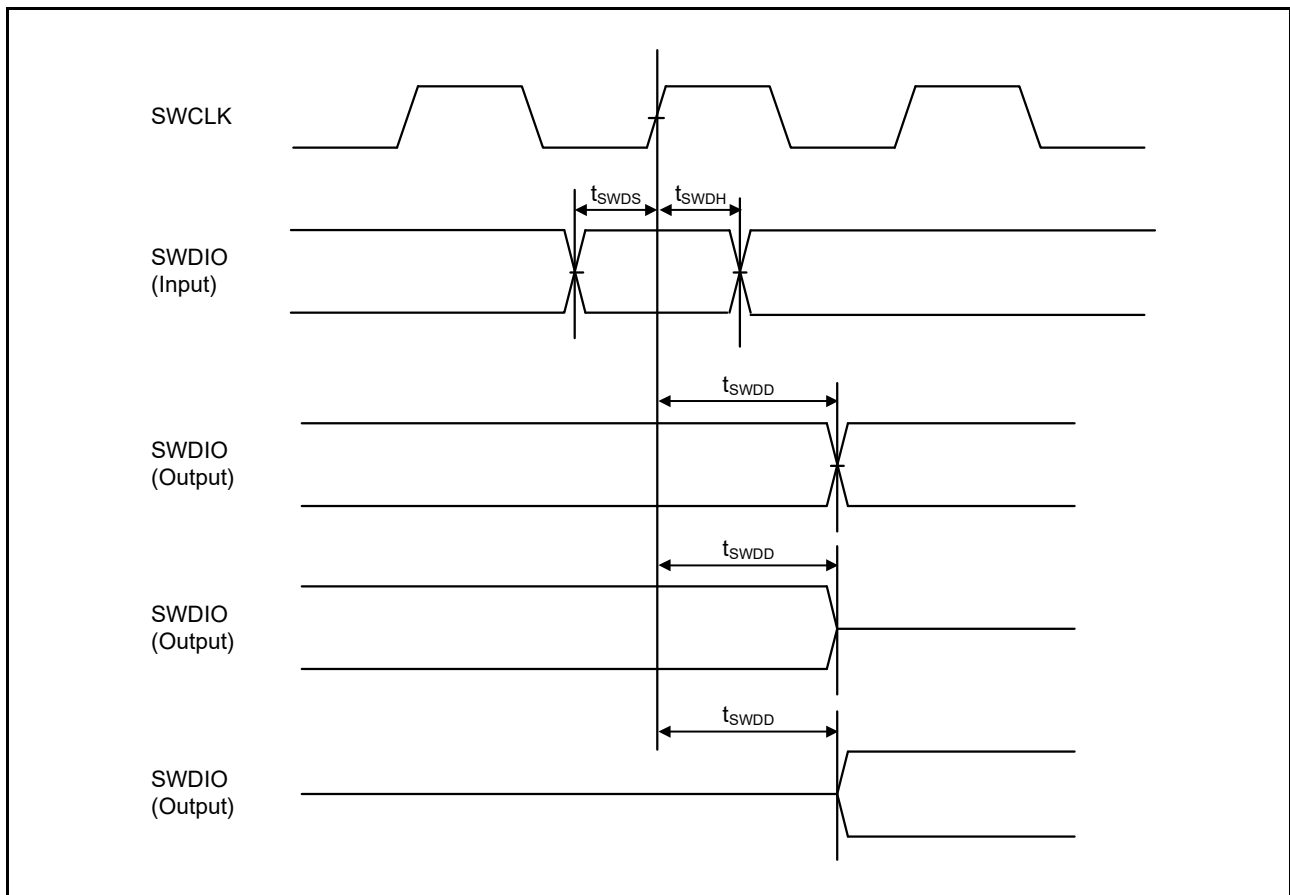 SWCLK
tSWDS
tSWDH
SWDIO
(Input)
tSWDD
SWDIO
(Output)
tSWDD
SWDIO
(Output)
tSWDD
SWDIO
(Output)